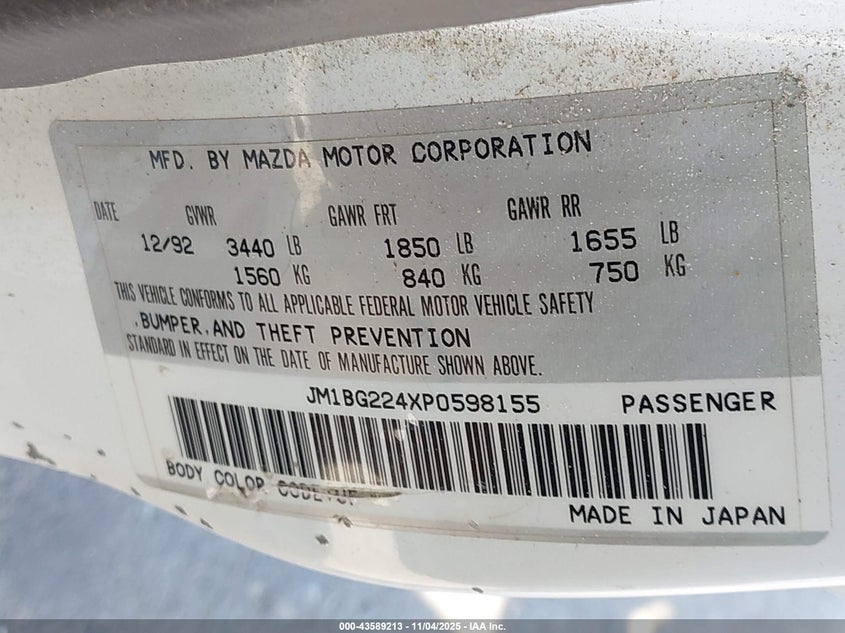 MFD. BY MAZDA MOTOR CORPORATION
DATE GVWR GAWR FRT GAWR RR
12/92 3440 LB 1850 LB 1655 LB
1560 KG 840 KG 750 KG
THIS VEHICLE CONFORMS TO ALL APPLICABLE FEDERAL MOTOR VEHICLE SAFETY
,BUMPER,AND THEFT PREVENTION
STANDARD IN EFFECT ON THE DATE OF MANUFACTURE SHOWN ABOVE.
JM1BG224XP0598155 PASSENGER
BODY COLOR CODE:
MADE IN JAPAN
000-43589213 - 11/04/2025 - IAA Inc.